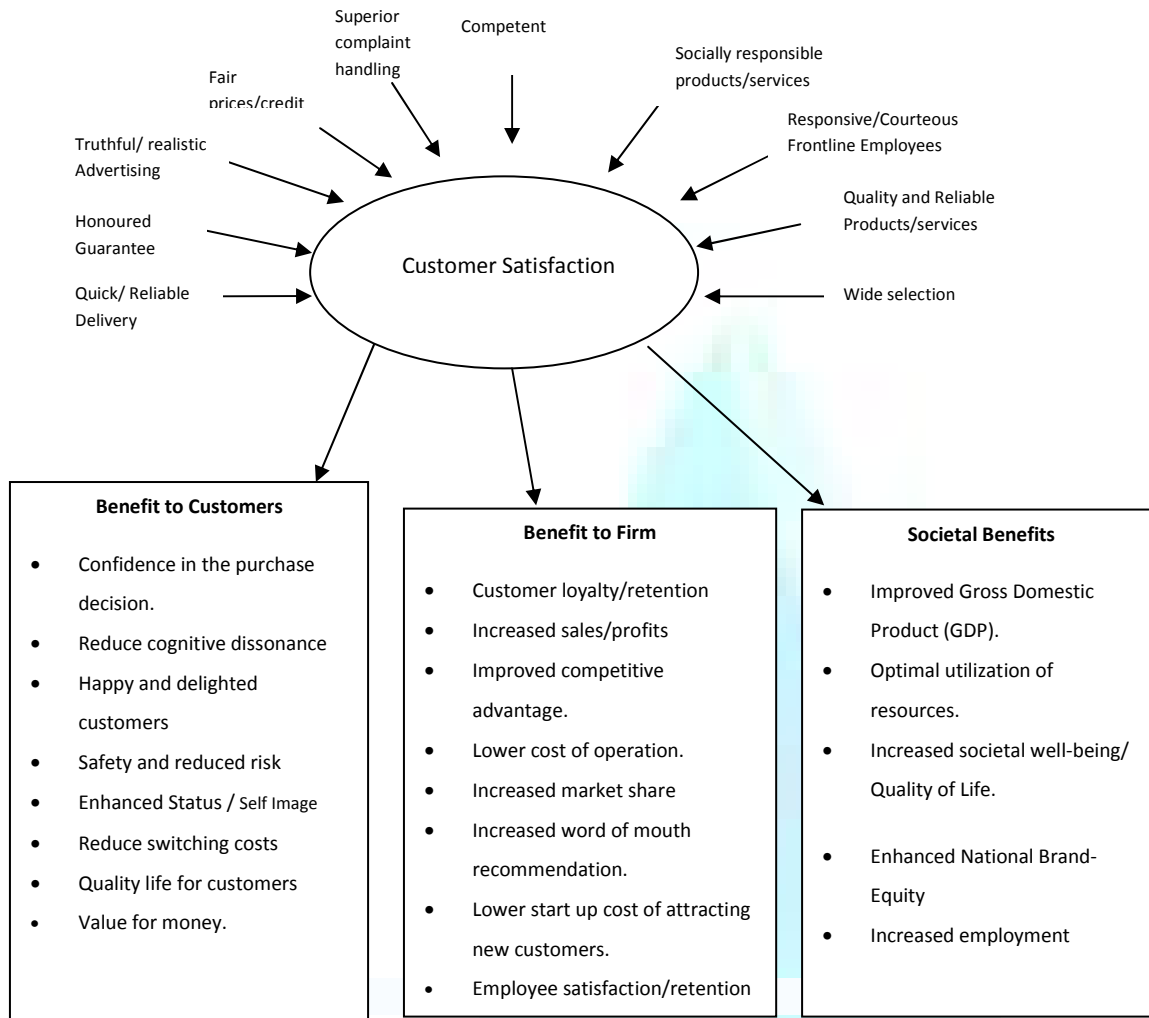 Superior
complaint
handling
Competent
Socially responsible
products/services
Fair
prices/credit
Responsive/Courteous
Frontline Employees
Truthful/ realistic
Advertising
Quality and Reliable
Products/services
Honoured
Guarantee
Customer Satisfaction
Quick/ Reliable
Delivery
Wide selection
Benefit to Customers
• Confidence in the purchase
decision.
• Reduce cognitive dissonance
• Happy and delighted
customers
• Safety and reduced risk
• Enhanced Status / Self Image
• Reduce switching costs
• Quality life for customers
• Value for money.
Benefit to Firm
• Customer loyalty/retention
• Increased sales/profits
• Improved competitive
advantage.
• Lower cost of operation.
• Increased market share
• Increased word of mouth
recommendation.
• Lower start up cost of attracting
new customers.
• Employee satisfaction/retention
Societal Benefits
• Improved Gross Domestic
Product (GDP).
• Optimal utilization of
resources.
• Increased societal well-being/
Quality of Life.
• Enhanced National Brand-
Equity
• Increased employment